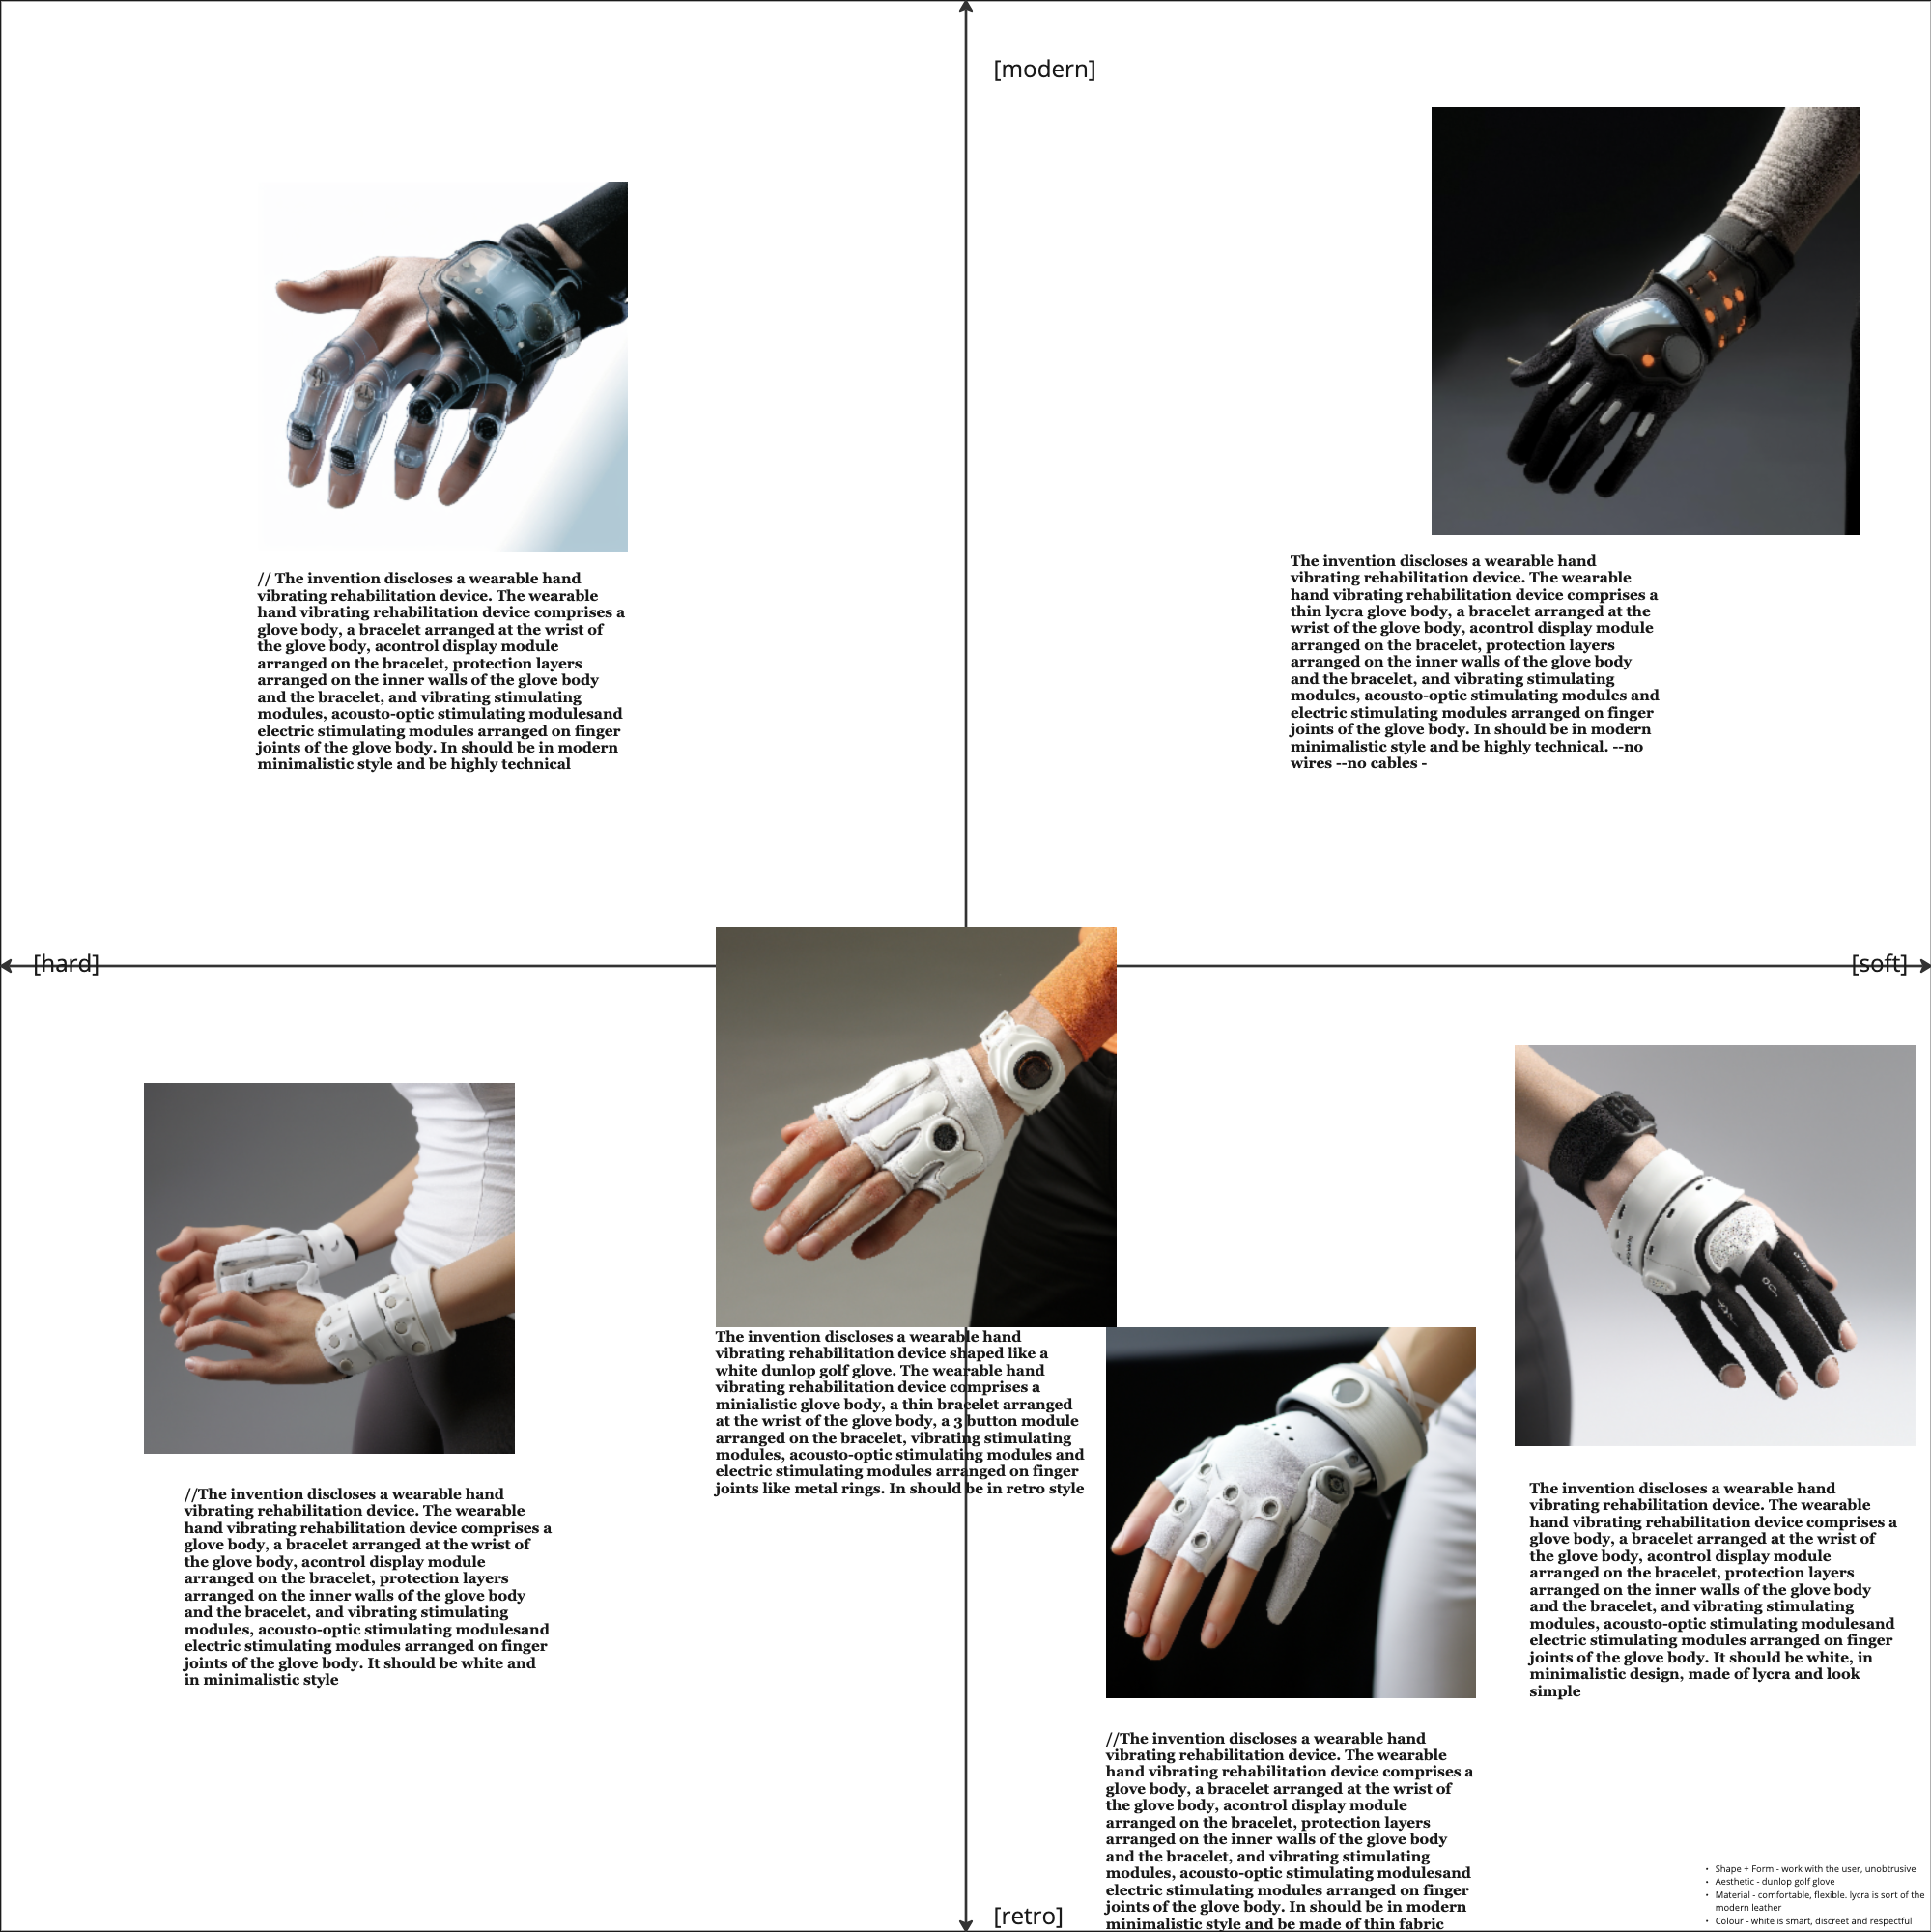 [modern]
// The invention discloses a wearable hand
vibrating rehabilitation device. The wearable
hand vibrating rehabilitation device comprises a
glove body, a bracelet arranged at the wrist of
the glove body, acontrol display module
arranged on the bracelet, protection layers
arranged on the inner walls of the glove body
and the bracelet, and vibrating stimulating
modules, acousto-optic stimulating modulesand
electric stimulating modules arranged on finger
joints of the glove body. In should be in modern
minimalistic style and be highly technical
The invention discloses a wearable hand
vibrating rehabilitation device. The wearable
hand vibrating rehabilitation device comprises a
thin lycra glove body, a bracelet arranged at the
wrist of the glove body, acontrol display module
arranged on the bracelet, protection layers
arranged on the inner walls of the glove body
and the bracelet, and vibrating stimulating
modules, acousto-optic stimulating modules and
electric stimulating modules arranged on finger
joints of the glove body. In should be in modern
minimalistic style and be highly technical. --no
wires --no cables -
[hard]
[soft]
//The invention discloses a wearable hand
vibrating rehabilitation device. The wearable
hand vibrating rehabilitation device comprises a
glove body, a bracelet arranged at the wrist of
the glove body, acontrol display module
arranged on the bracelet, protection layers
arranged on the inner walls of the glove body
and the bracelet, and vibrating stimulating
modules, acousto-optic stimulating modulesand
electric stimulating modules arranged on finger
joints of the glove body. It should be white and
in minimalistic style
The invention discloses a wearable hand
vibrating rehabilitation device shaped like a
white dunlop golf glove. The wearable hand
vibrating rehabilitation device comprises a
minialistic glove body, a thin bracelet arranged
at the wrist of the glove body, a 3 button module
arranged on the bracelet, vibrating stimulating
modules, acousto-optic stimulating modules and
electric stimulating modules arranged on finger
joints like metal rings. In should be in retro style
//The invention discloses a wearable hand
vibrating rehabilitation device. The wearable
hand vibrating rehabilitation device comprises a
glove body, a bracelet arranged at the wrist of
the glove body, acontrol display module
arranged on the bracelet, protection layers
arranged on the inner walls of the glove body
and the bracelet, and vibrating stimulating
modules, acousto-optic stimulating modulesand
electric stimulating modules arranged on finger
joints of the glove body. In should be in modern
minimalistic style and be made of thin fabric
The invention discloses a wearable hand
vibrating rehabilitation device. The wearable
hand vibrating rehabilitation device comprises a
glove body, a bracelet arranged at the wrist of
the glove body, acontrol display module
arranged on the bracelet, protection layers
arranged on the inner walls of the glove body
and the bracelet, and vibrating stimulating
modules, acousto-optic stimulating modulesand
electric stimulating modules arranged on finger
joints of the glove body. It should be white, in
minimalistic design, made of lycra and look
simple
[retro]
• Shape + Form - work with the user, unobtrusive
• Aesthetic - dunlop golf glove
• Material - comfortable, flexible. lycra is sort of the
modern leather
• Colour - white is smart, discreet and respectful